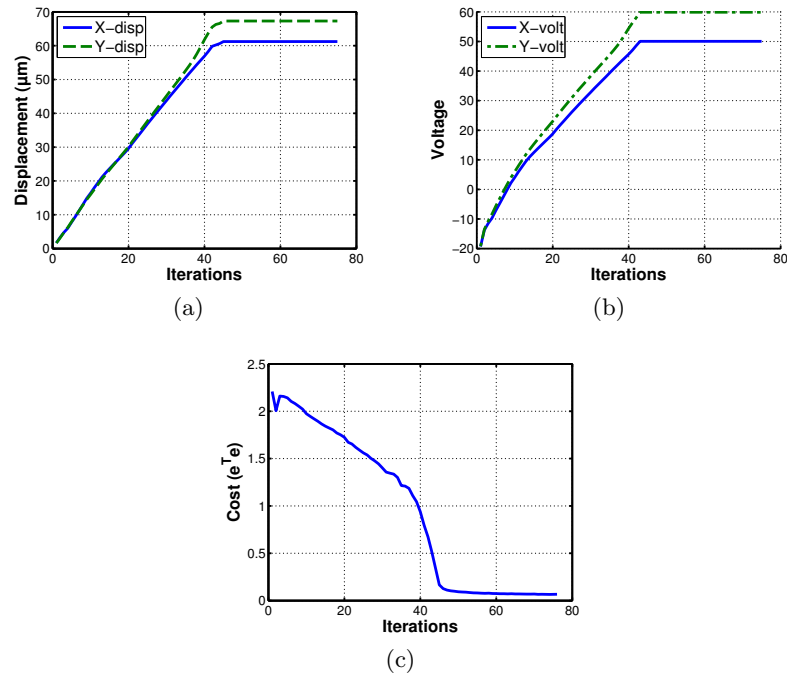 70
60
50
40
30
20
10
0
Displacement (µm)
X−disp
Y−disp
0 20 40 60 80
Iterations
(a)
60
50
40
30
20
10
0
−10
−20
Voltage
X−volt
Y−volt
0 20 40 60 80
Iterations
(b)
2.5
2
1.5
1
0.5
0
Cost (eᵀe)
0 20 40 60 80
Iterations
(c)